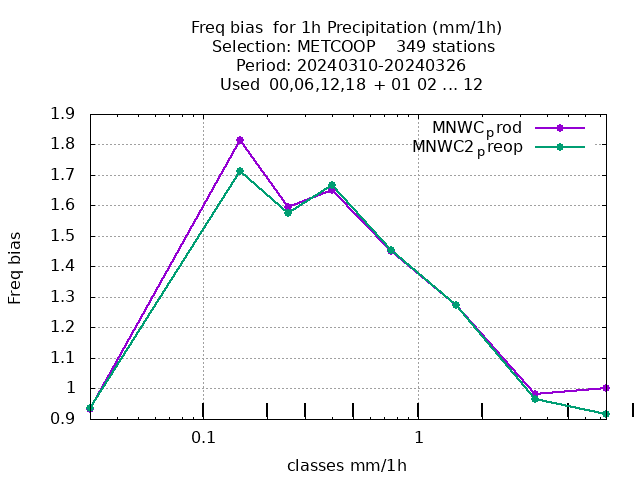 Freq bias  for 1h Precipitation (mm/1h)
Selection: METCOOP    349 stations
Period: 20240310-20240326
Used  00,06,12,18  + 01 02 ... 12
MNWCprod
MNWC2preop
1.9
1.8
1.7
1.6
1.5
1.4
1.3
1.2
1.1
1
0.9
Freq bias
0.1
1
classes mm/1h